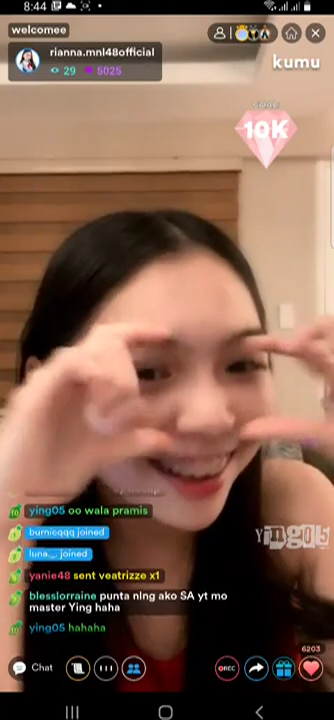 8:44
welcomee
rianna.mnl48official
29 5025
kumu
10K
ying05 oo wala pramis
burnicqqq joined
luna._. joined
yanie48 sent veatrizze x1
blesslorraine punta nlng ako SA yt mo
master Ying haha
ying05 hahaha
Ying05
6203
Chat
REC